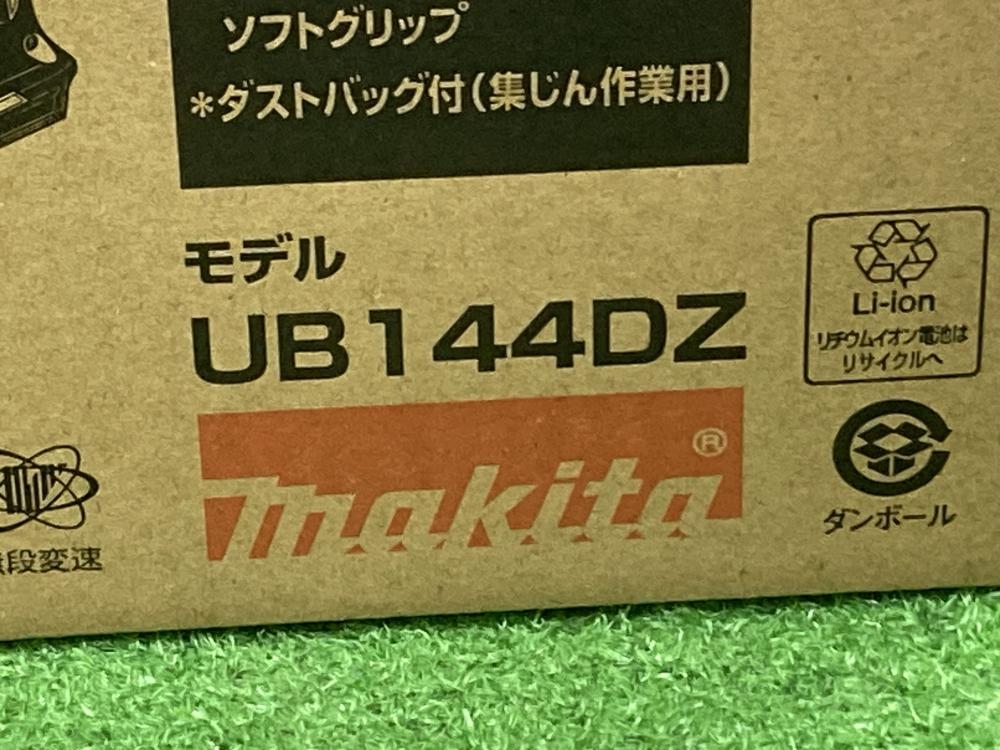 ソフトグリップ
*ダストバッグ付(集じん作業用)
モデル
UB144DZ
makita®
Li-ion
リチウムイオン電池は
リサイクルへ
ダンボール
段変速